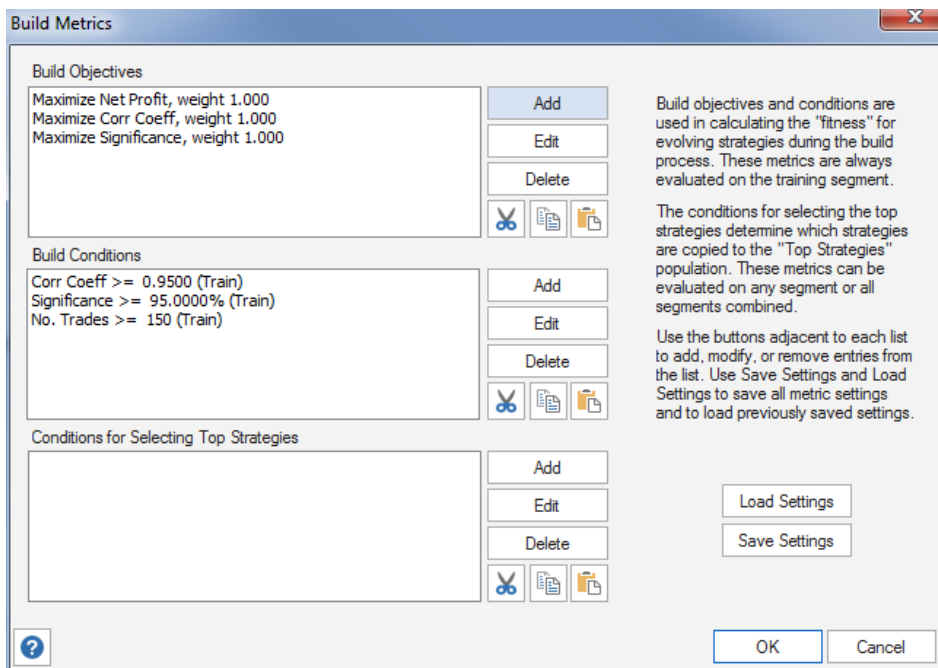 Build Metrics
X
Build Objectives
Maximize Net Profit, weight 1.000
Maximize Corr Coeff, weight 1.000
Maximize Significance, weight 1.000
Add
Edit
Delete
Build Conditions
Corr Coeff >= 0.9500 (Train)
Significance >= 95.0000% (Train)
No. Trades >= 150 (Train)
Add
Edit
Delete
Conditions for Selecting Top Strategies
Add
Edit
Delete
Build objectives and conditions are
used in calculating the "fitness" for
evolving strategies during the build
process. These metrics are always
evaluated on the training segment.
The conditions for selecting the top
strategies determine which strategies
are copied to the "Top Strategies"
population. These metrics can be
evaluated on any segment or all
segments combined.
Use the buttons adjacent to each list
to add, modify, or remove entries from
the list. Use Save Settings and Load
Settings to save all metric settings
and to load previously saved settings.
Load Settings
Save Settings
?
OK
Cancel